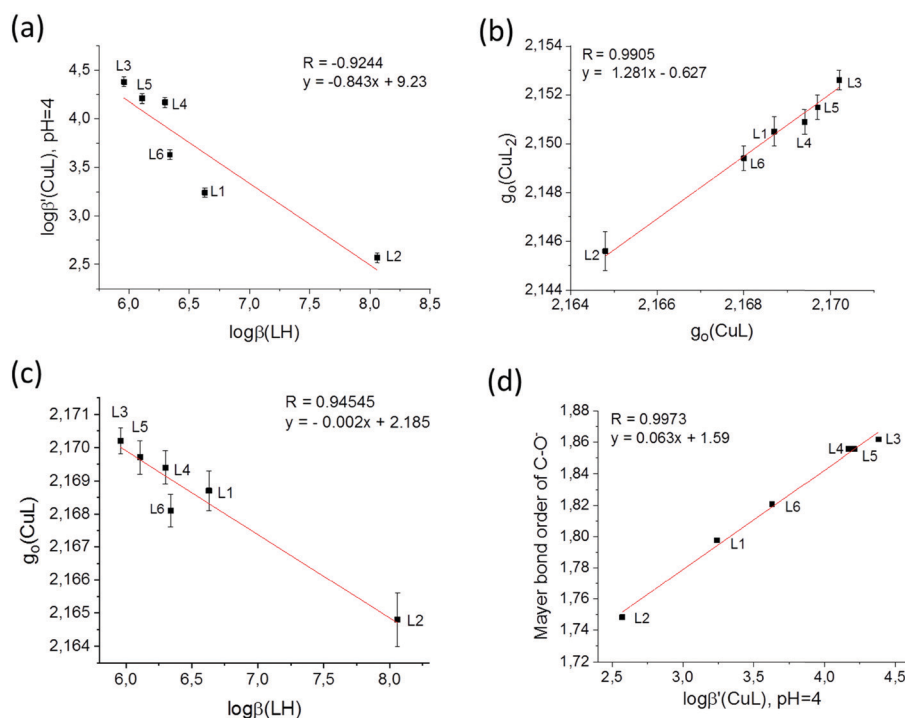 (a)
R = -0.9244
y = -0.843x + 9.23
L3
L5
L4
L6
L1
L2
4,5
4,0
3,5
3,0
2,5
logβ'(CuL), pH=4
6,0 6,5 7,0 7,5 8,0 8,5
logβ(LH)
(b)
R = 0.9905
y = 1.281x - 0.627
L3
L5
L4
L1
L6
L2
2,154
2,152
2,150
2,148
2,146
2,144
gₒ(CuL₂)
2,164 2,166 2,168 2,170
gₒ(CuL)
(c)
R = 0.94545
y = - 0.002x + 2.185
L3
L5
L4
L1
L6
L2
2,171
2,170
2,169
2,168
2,167
2,166
2,165
2,164
gₒ(CuL)
6,0 6,5 7,0 7,5 8,0
logβ(LH)
(d)
R = 0.9973
y = 0.063x + 1.59
L4
L3
L5
L6
L1
L2
1,88
1,86
1,84
1,82
1,80
1,78
1,76
1,74
1,72
Mayer bond order of C-O⁻
2,5 3,0 3,5 4,0 4,5
logβ'(CuL), pH=4